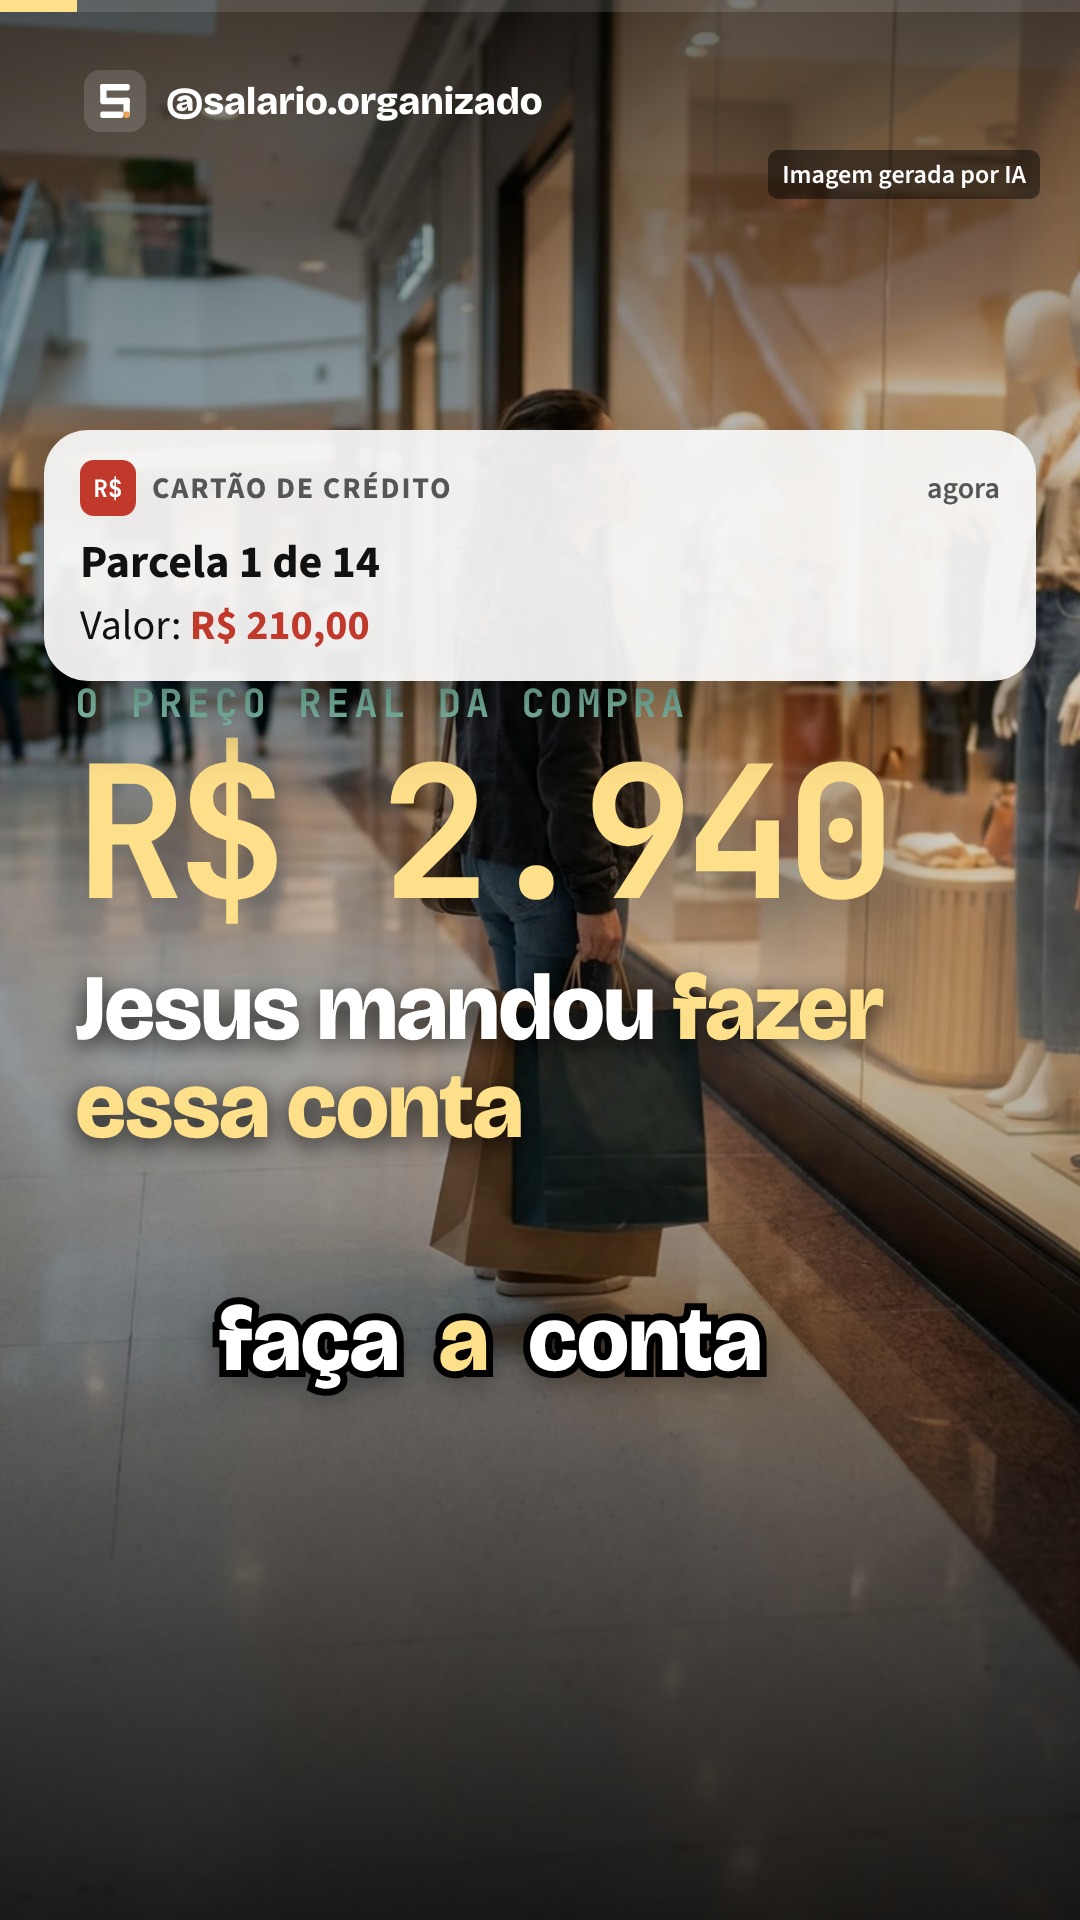 @salario.organizado
Imagem gerada por IA
R$ CARTÃO DE CRÉDITO agora
Parcela 1 de 14
Valor: R$ 210,00
O PREÇO REAL DA COMPRA
R$ 2.940
Jesus mandou fazer
essa conta
faça a conta